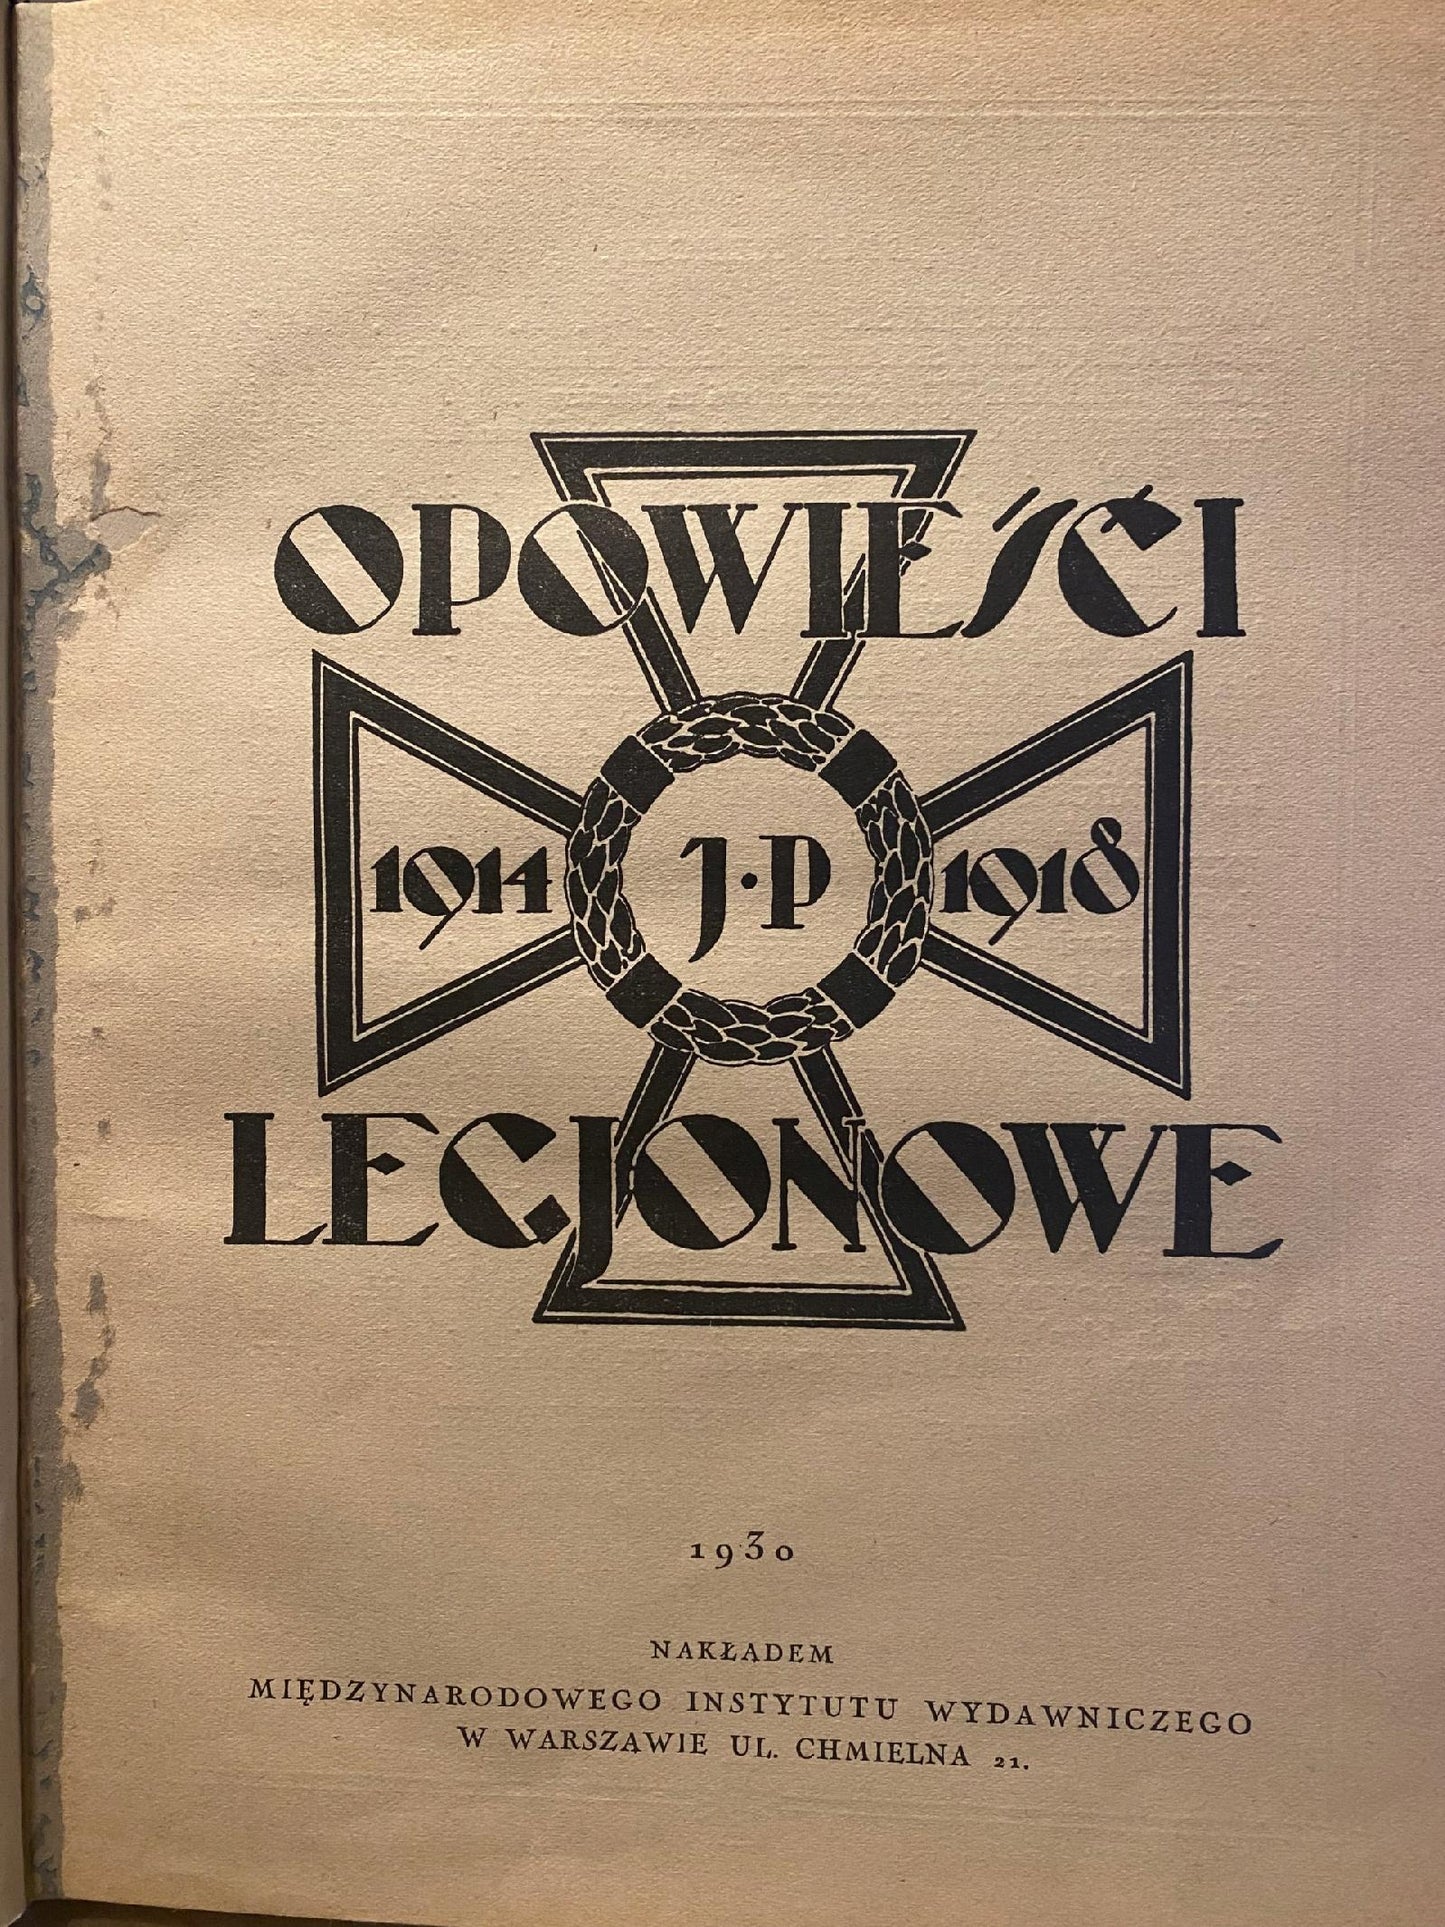 OPOWIEŚCI
1914 J·P 1918
LEGJONOWE
1930
NAKŁADEM
MIĘDZYNARODOWEGO INSTYTUTU WYDAWNICZEGO
W WARSZAWIE UL. CHMIELNA 21.